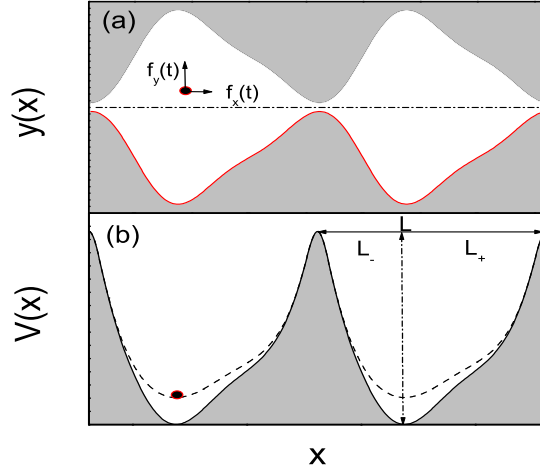 (a)
f_y(t)
f_x(t)
y(x)
(b)
L
L_-
L_+
V(x)
x